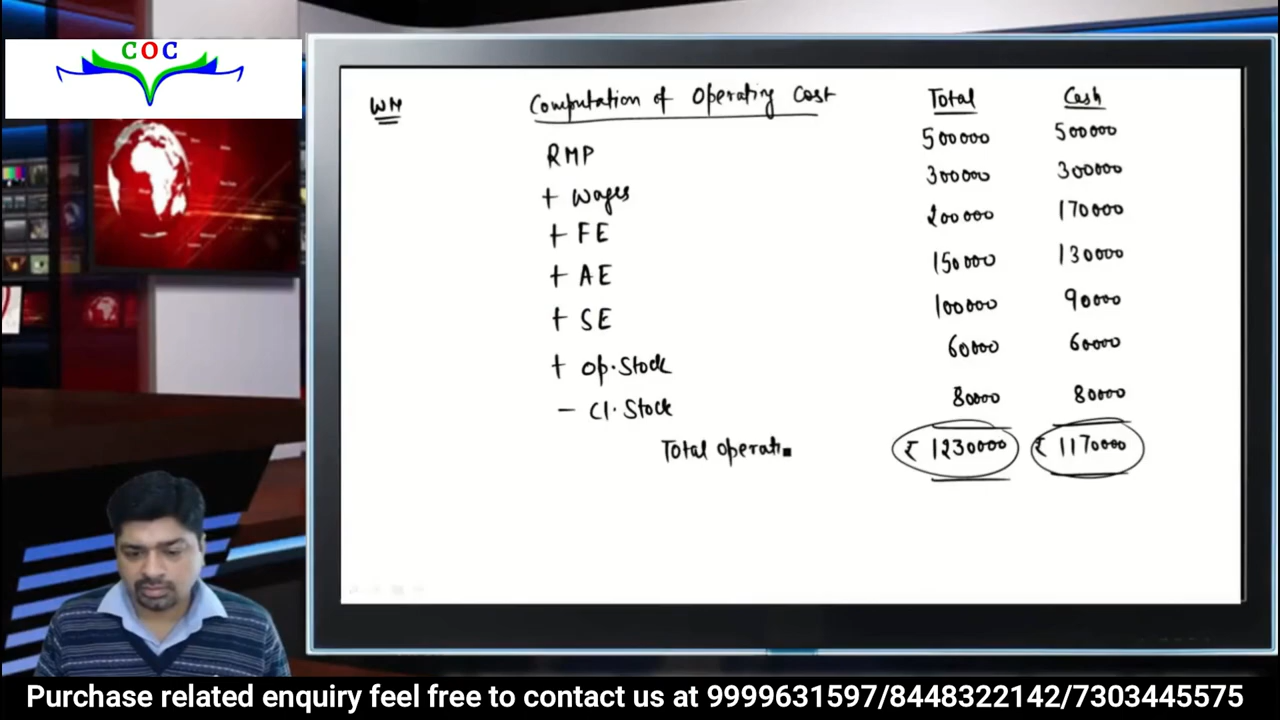 COC
WN Computation of Operating Cost Total Cash
RMP 500000 500000
+ Wages 300000 300000
+ FE 200000 170000
+ AE 150000 130000
+ SE 100000 90000
+ Op. Stock 60000 60000
- Cl. Stock 80000 80000
Total operati ₹ 1230000 ₹ 1170000
Purchase related enquiry feel free to contact us at 9999631597/8448322142/7303445575